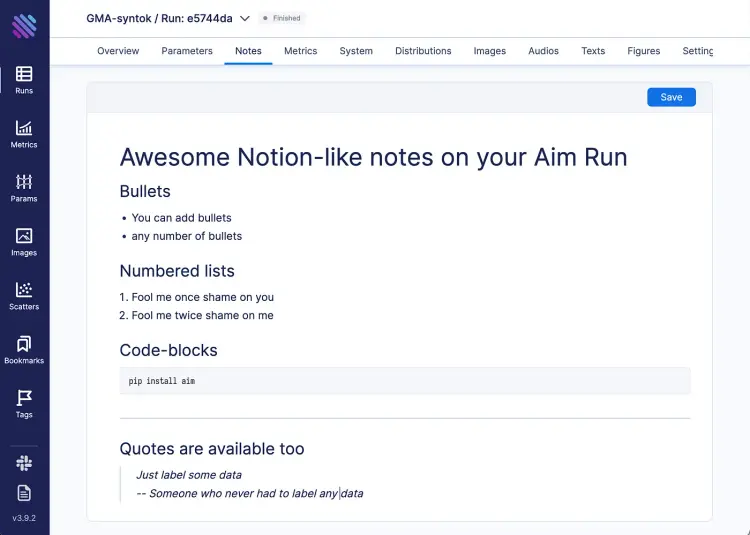 GMA-syntok / Run: e5744da
Finished
Overview Parameters Notes Metrics System Distributions Images Audios Texts Figures Setting
Runs
Metrics
Params
Images
Scatters
Bookmarks
Tags
v3.9.2
Save
Awesome Notion-like notes on your Aim Run
Bullets
• You can add bullets
• any number of bullets
Numbered lists
1. Fool me once shame on you
2. Fool me twice shame on me
Code-blocks
pip install aim
Quotes are available too
Just label some data
-- Someone who never had to label any data